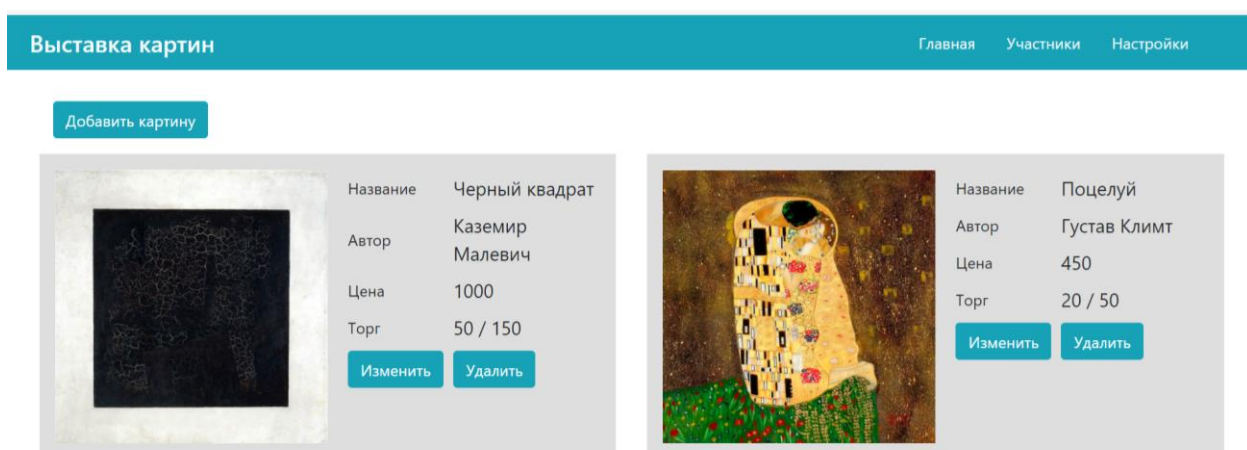 Выставка картин
Главная Участники Настройки
Добавить картину
Название Черный квадрат
Автор Каземир
Малевич
Цена 1000
Торг 50 / 150
Изменить Удалить
Название Поцелуй
Автор Густав Климт
Цена 450
Торг 20 / 50
Изменить Удалить